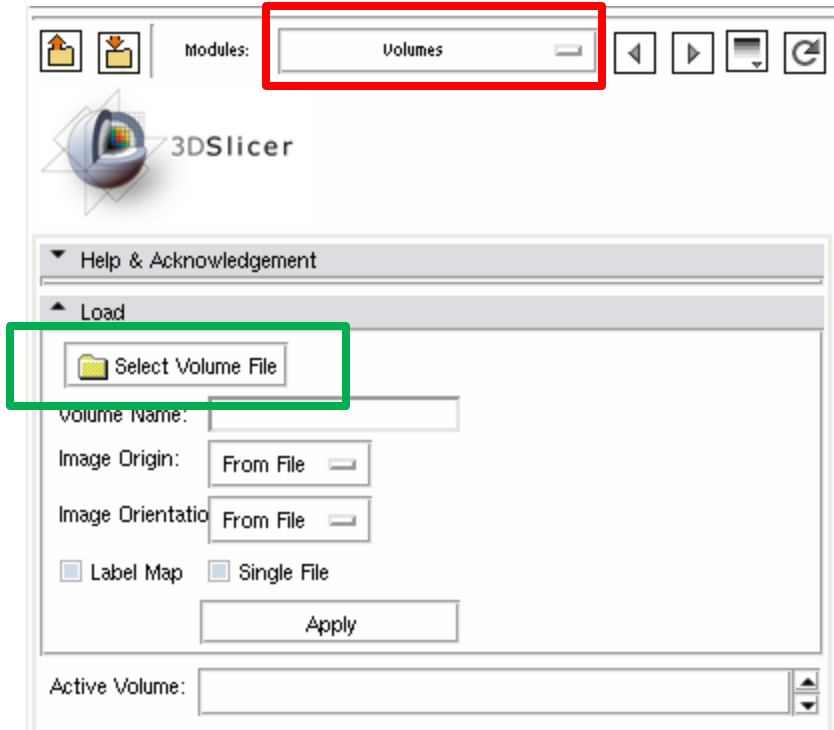 Modules: Volumes
3DSlicer
Help & Acknowledgement
Load
Select Volume File
Volume Name:
Image Origin: From File
Image Orientatio From File
Label Map Single File
Apply
Active Volume: